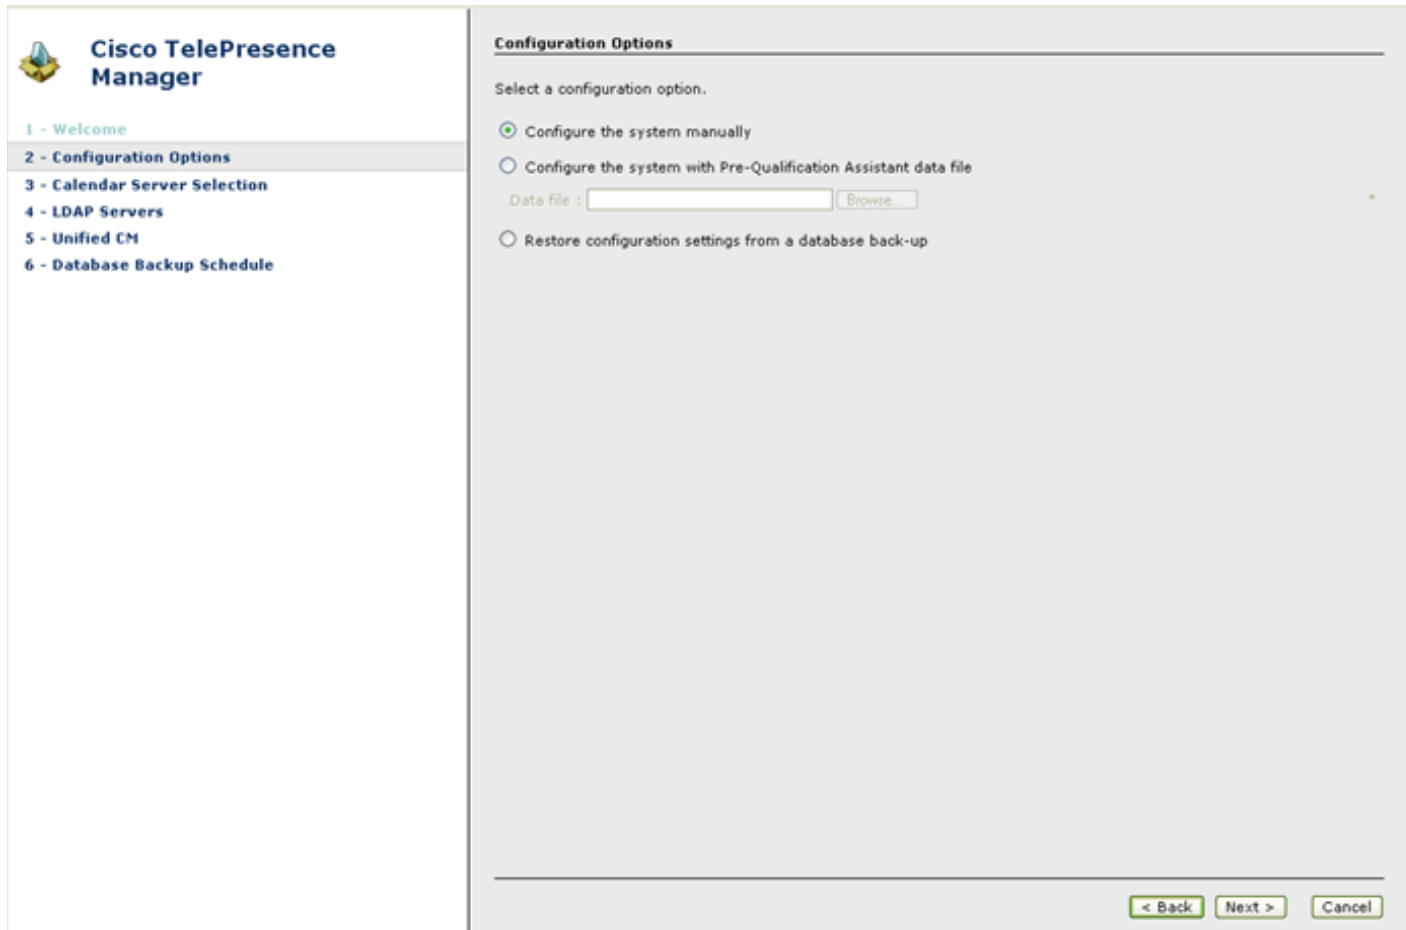 Cisco TelePresence
Manager
1 - Welcome
2 - Configuration Options
3 - Calendar Server Selection
4 - LDAP Servers
5 - Unified CM
6 - Database Backup Schedule
Configuration Options
Select a configuration option.
Configure the system manually
Configure the system with Pre-Qualification Assistant data file
Data file : Browse... *
Restore configuration settings from a database back-up
< Back Next > Cancel